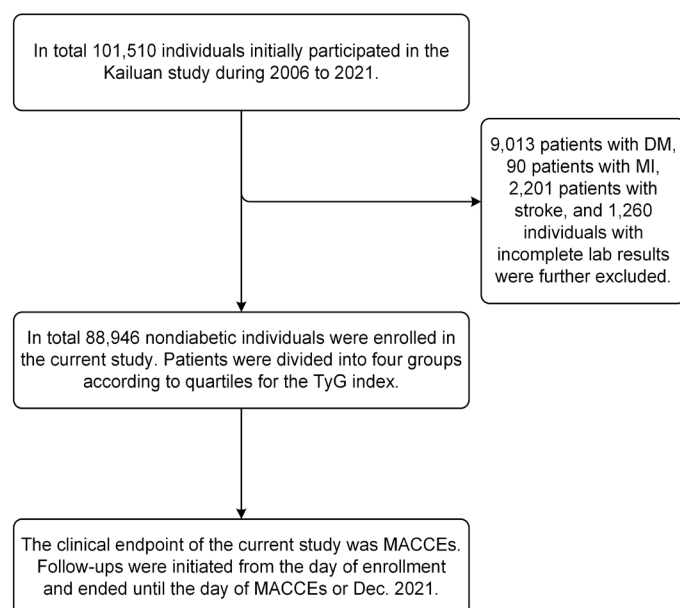 In total 101,510 individuals initially participated in the
Kailuan study during 2006 to 2021.
9,013 patients with DM,
90 patients with MI,
2,201 patients with
stroke, and 1,260
individuals with
incomplete lab results
were further excluded.
In total 88,946 nondiabetic individuals were enrolled in
the current study. Patients were divided into four groups
according to quartiles for the TyG index.
The clinical endpoint of the current study was MACCEs.
Follow-ups were initiated from the day of enrollment
and ended until the day of MACCEs or Dec. 2021.